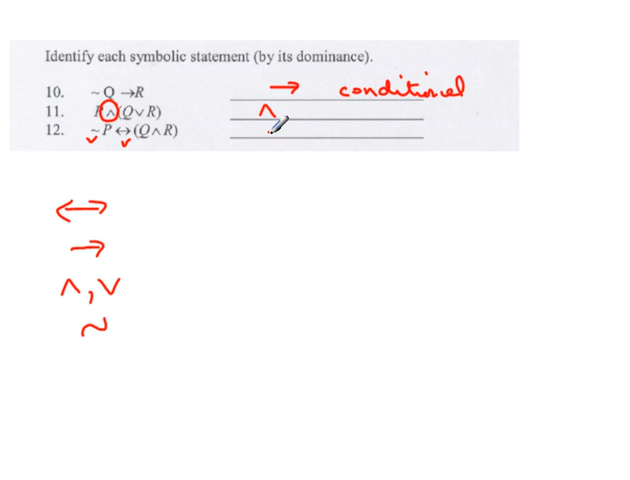 Identify each symbolic statement (by its dominance).
10. ~Q →R → conditional
11. P∧(Q∨R) ∧
12. ~P↔(Q∧R)
↔
→
∧, ∨
~